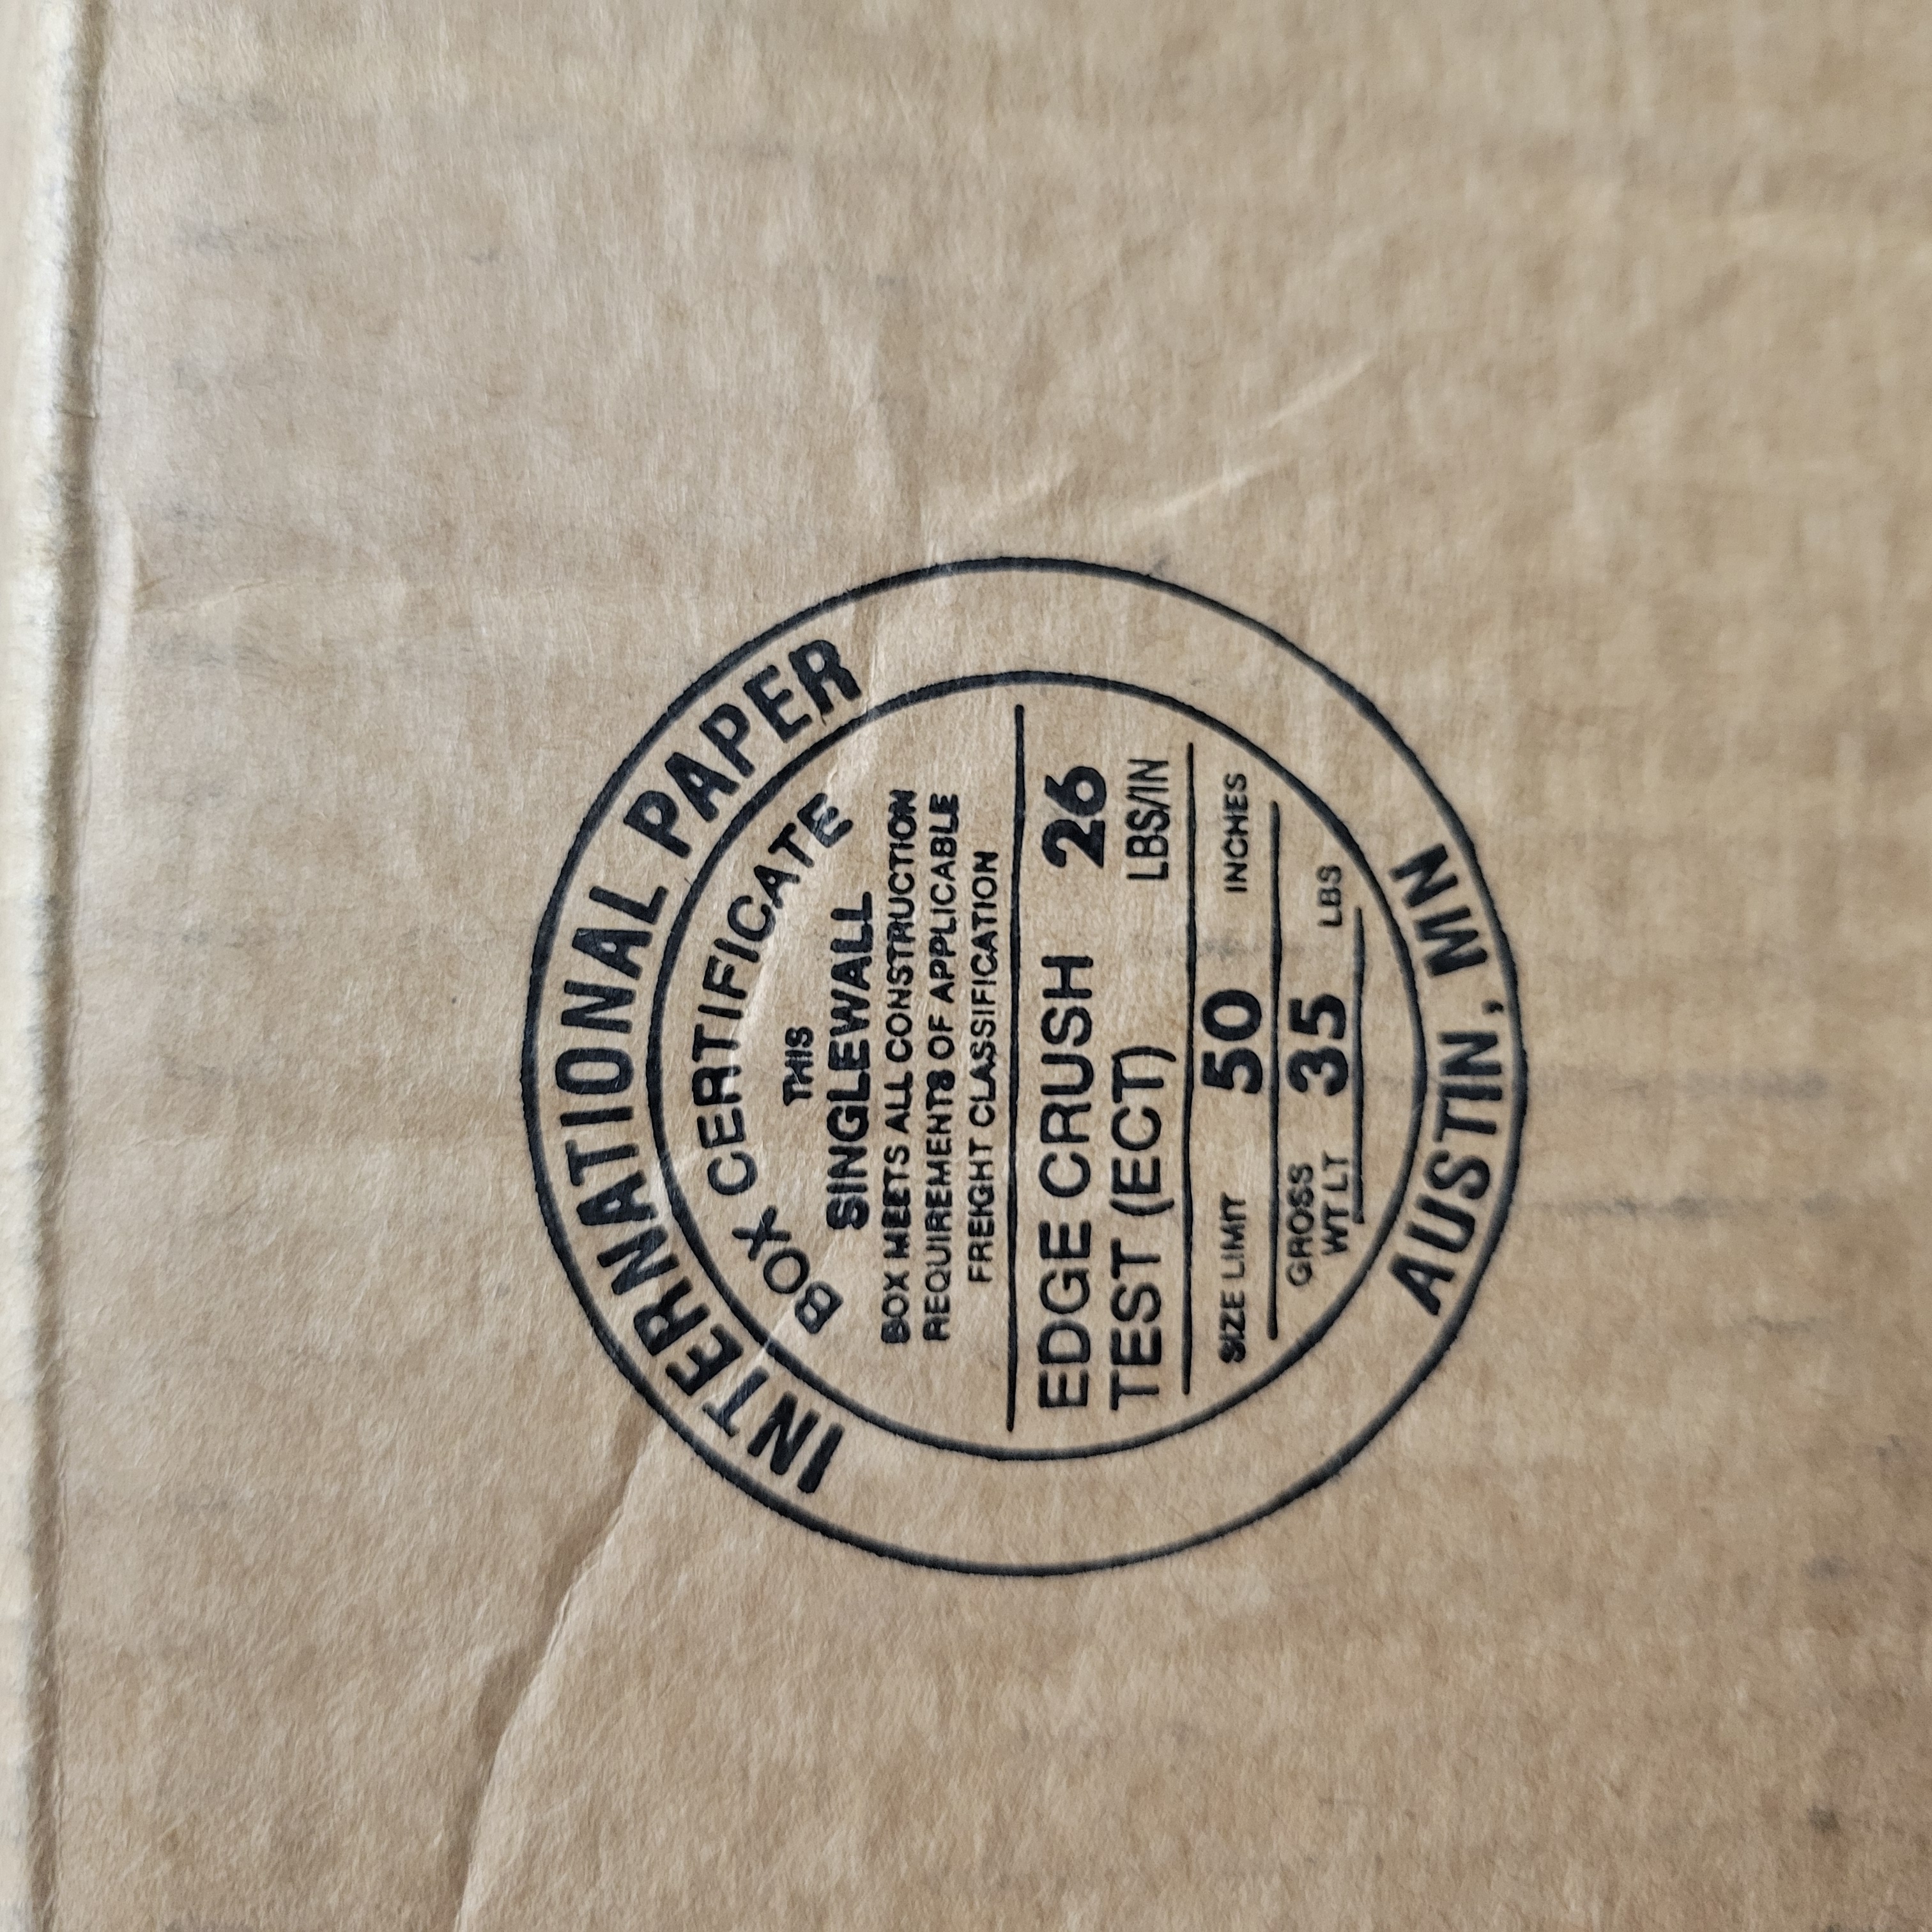 INTERNATIONAL PAPER
BOX CERTIFICATE
THIS
SINGLEWALL
BOX MEETS ALL CONSTRUCTION
REQUIREMENTS OF APPLICABLE
FREIGHT CLASSIFICATION
EDGE CRUSH 26
TEST (ECT) LBS/IN
SIZE LIMIT 50 INCHES
GROSS 35 LBS
WT LT
AUSTIN, MN